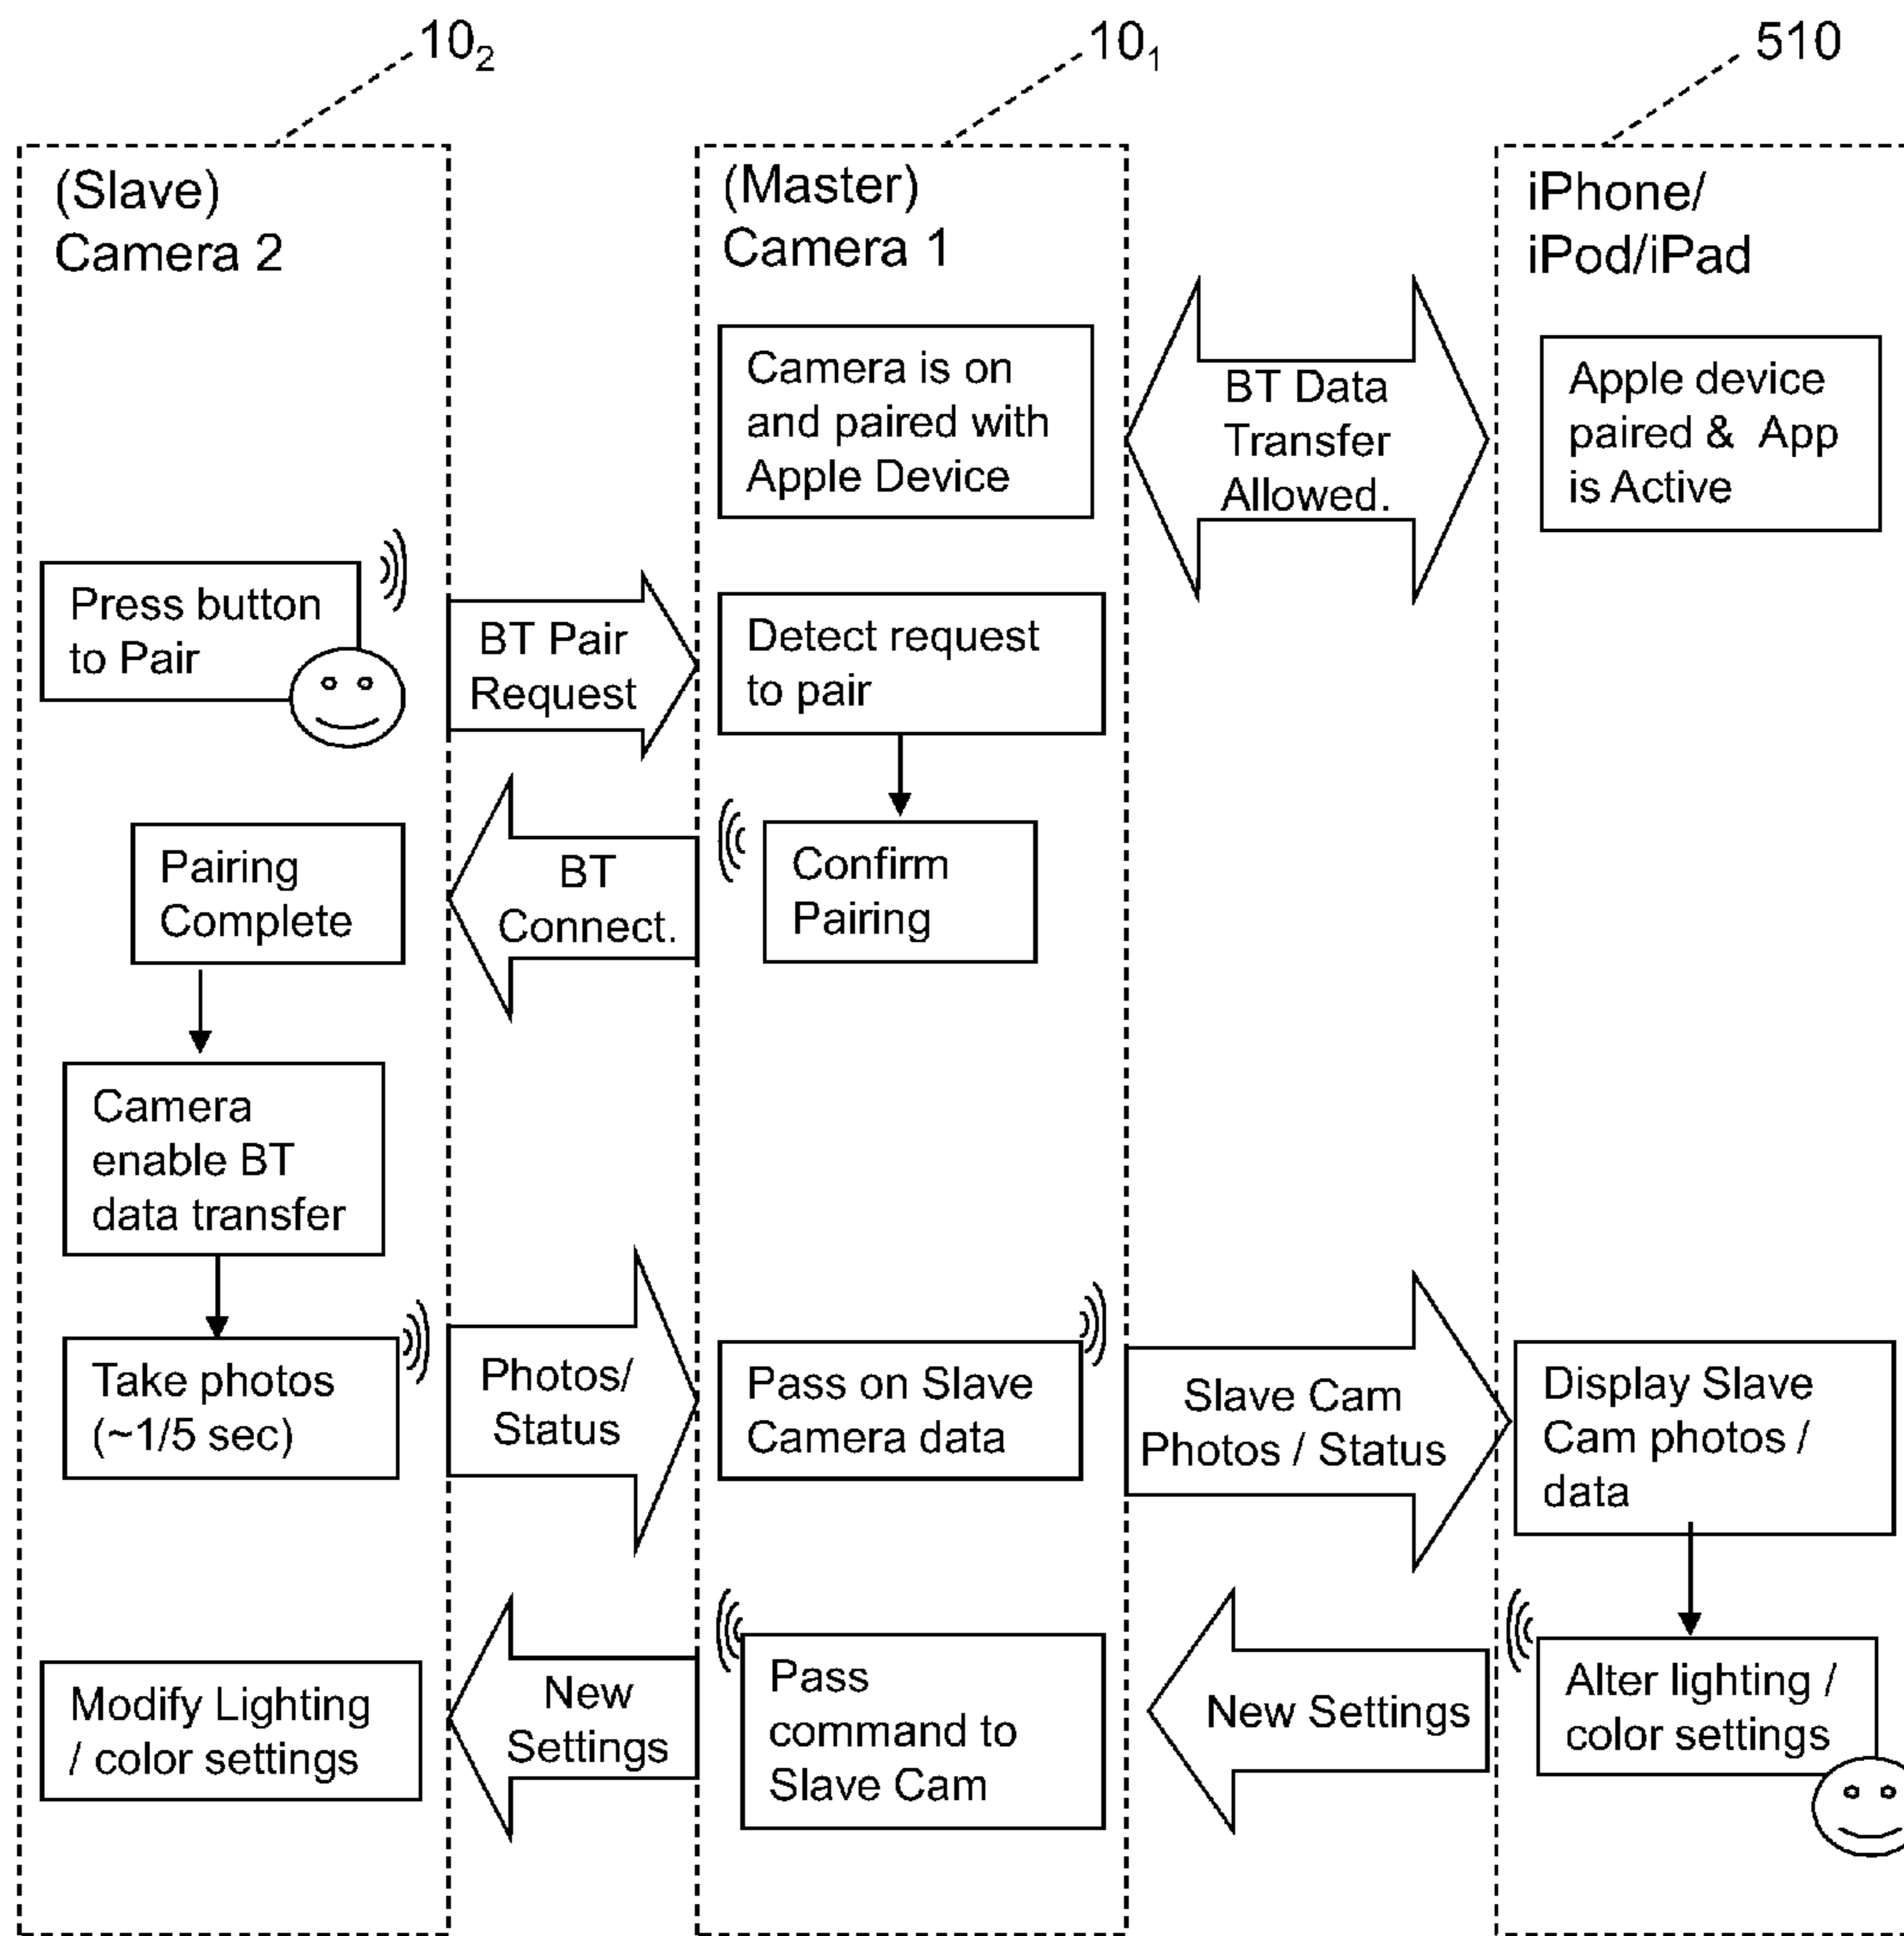 10₂
10₁
510
(Slave)
Camera 2
(Master)
Camera 1
iPhone/
iPod/iPad
Camera is on
and paired with
Apple Device
BT Data
Transfer
Allowed.
Apple device
paired & App
is Active
Press button
to Pair
BT Pair
Request
Detect request
to pair
Pairing
Complete
BT
Connect.
Confirm
Pairing
Camera
enable BT
data transfer
Take photos
(~1/5 sec)
Photos/
Status
Pass on Slave
Camera data
Slave Cam
Photos / Status
Display Slave
Cam photos /
data
Modify Lighting
/ color settings
New
Settings
Pass
command to
Slave Cam
New Settings
Alter lighting /
color settings